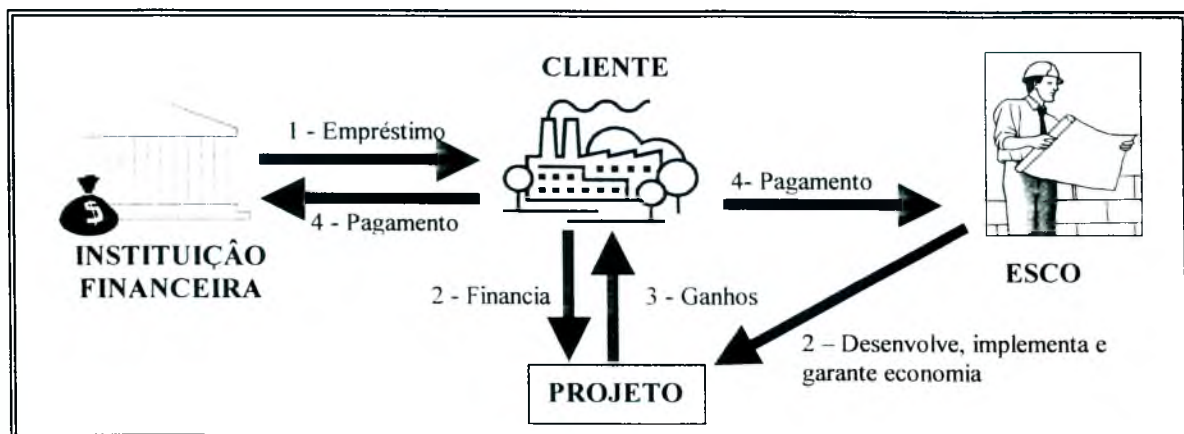 CLIENTE
1 - Empréstimo
4 - Pagamento
4- Pagamento
$
INSTITUIÇÂO
FINANCEIRA
ESCO
2 - Financia
3 - Ganhos
2 – Desenvolve, implementa e
garante economia
PROJETO